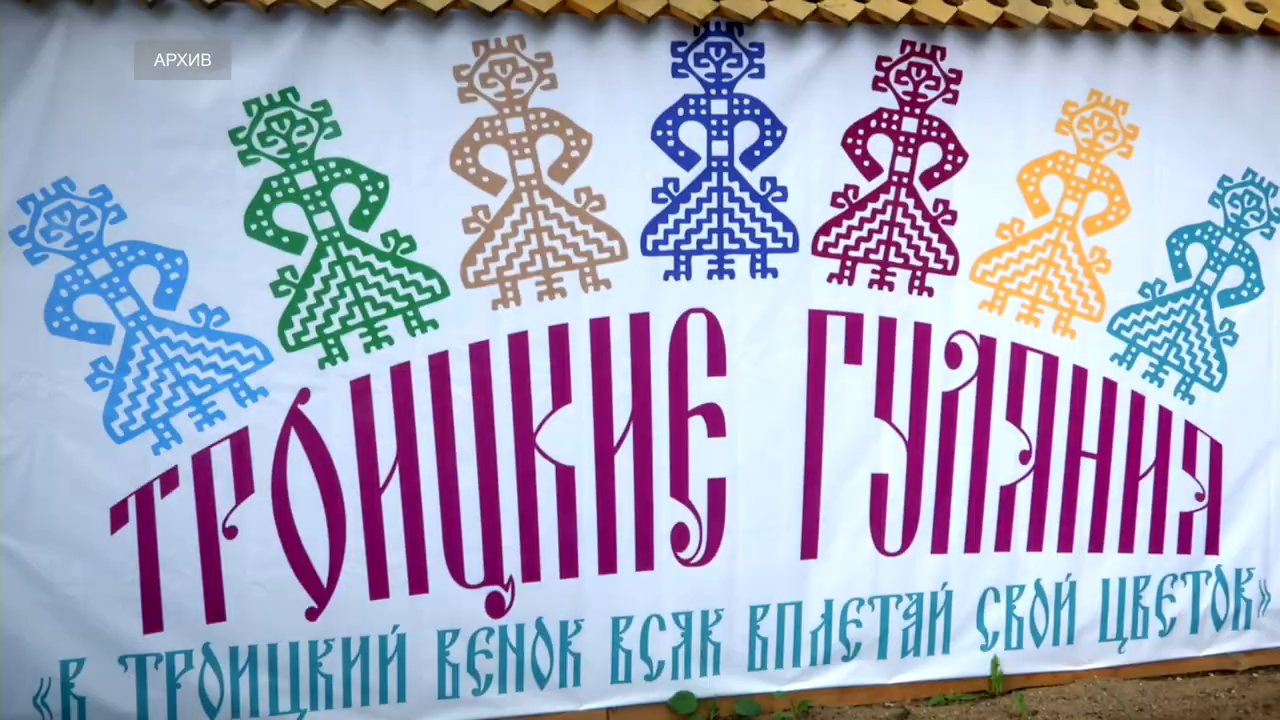 АРХИВ
ТРОИЦКИЕ ГУЛЯНИЯ
«В ТРОИЦКИЙ ВЕНОК ВСЯК ВПЛЕТАЙ СВОЙ ЦВЕТОК»